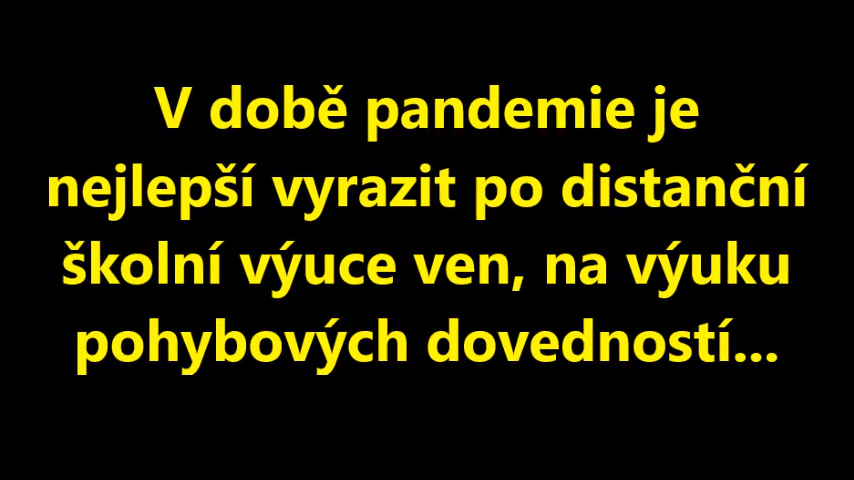 V době pandemie je
nejlepší vyrazit po distanční
školní výuce ven, na výuku
pohybových dovedností...